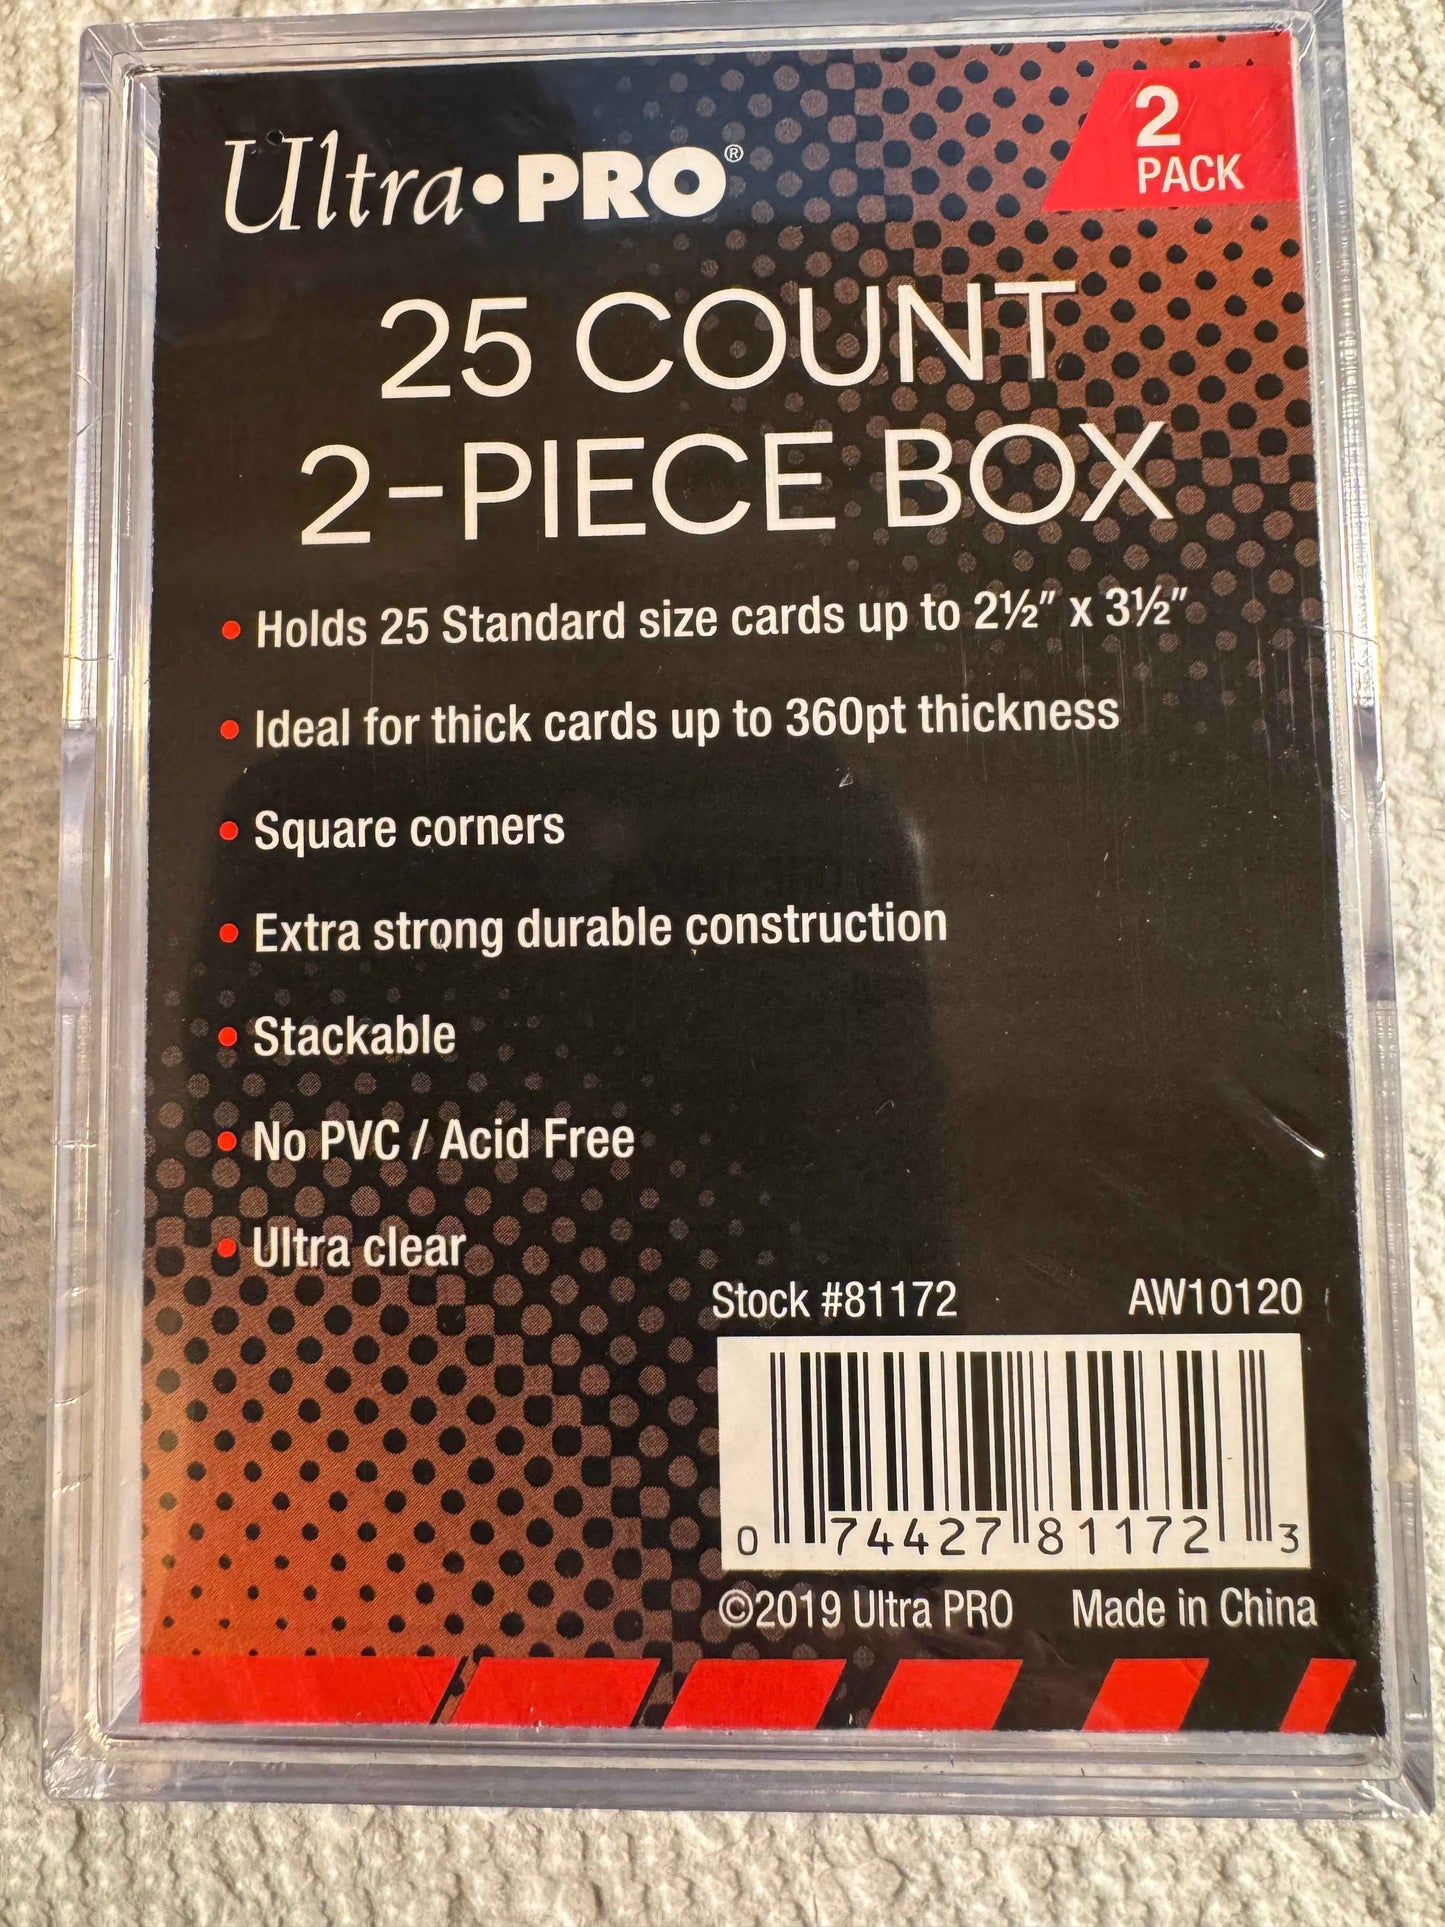 Ultra•PRO®
2
PACK
25 COUNT
2-PIECE BOX
• Holds 25 Standard size cards up to 2½″ x 3½″
• Ideal for thick cards up to 360pt thickness
• Square corners
• Extra strong durable construction
• Stackable
• No PVC / Acid Free
• Ultra clear
Stock #81172 AW10120
0 74427 81172 3
©2019 Ultra PRO Made in China